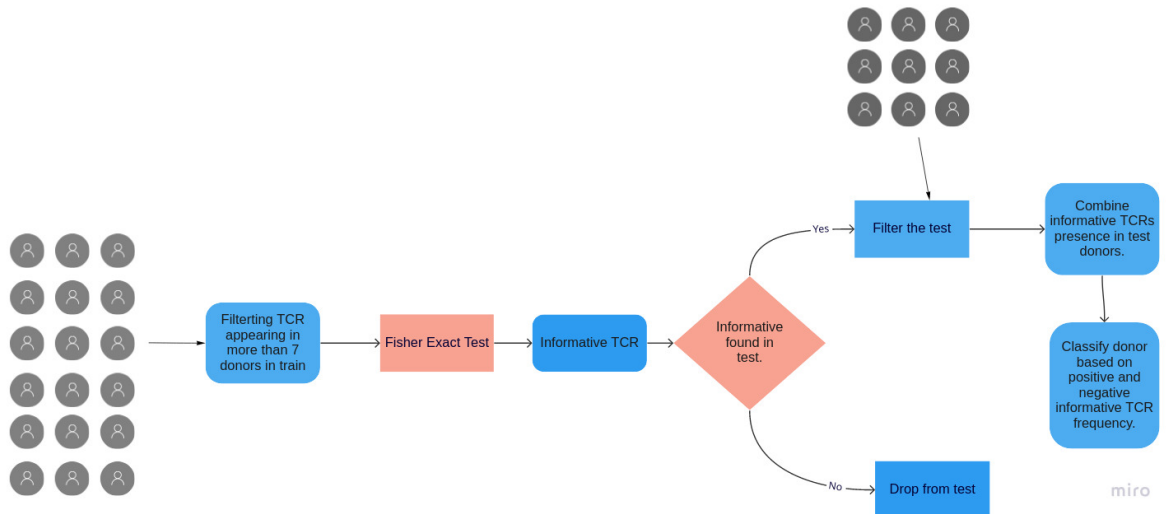 Filterting TCR
appearing in
more than 7
donors in train
Fisher Exact Test
Informative TCR
Informative
found in
test.
Yes
No
Filter the test
Drop from test
Combine
informative TCRs
presence in test
donors.
Classify donor
based on
positive and
negative
informative TCR
frequency.
miro